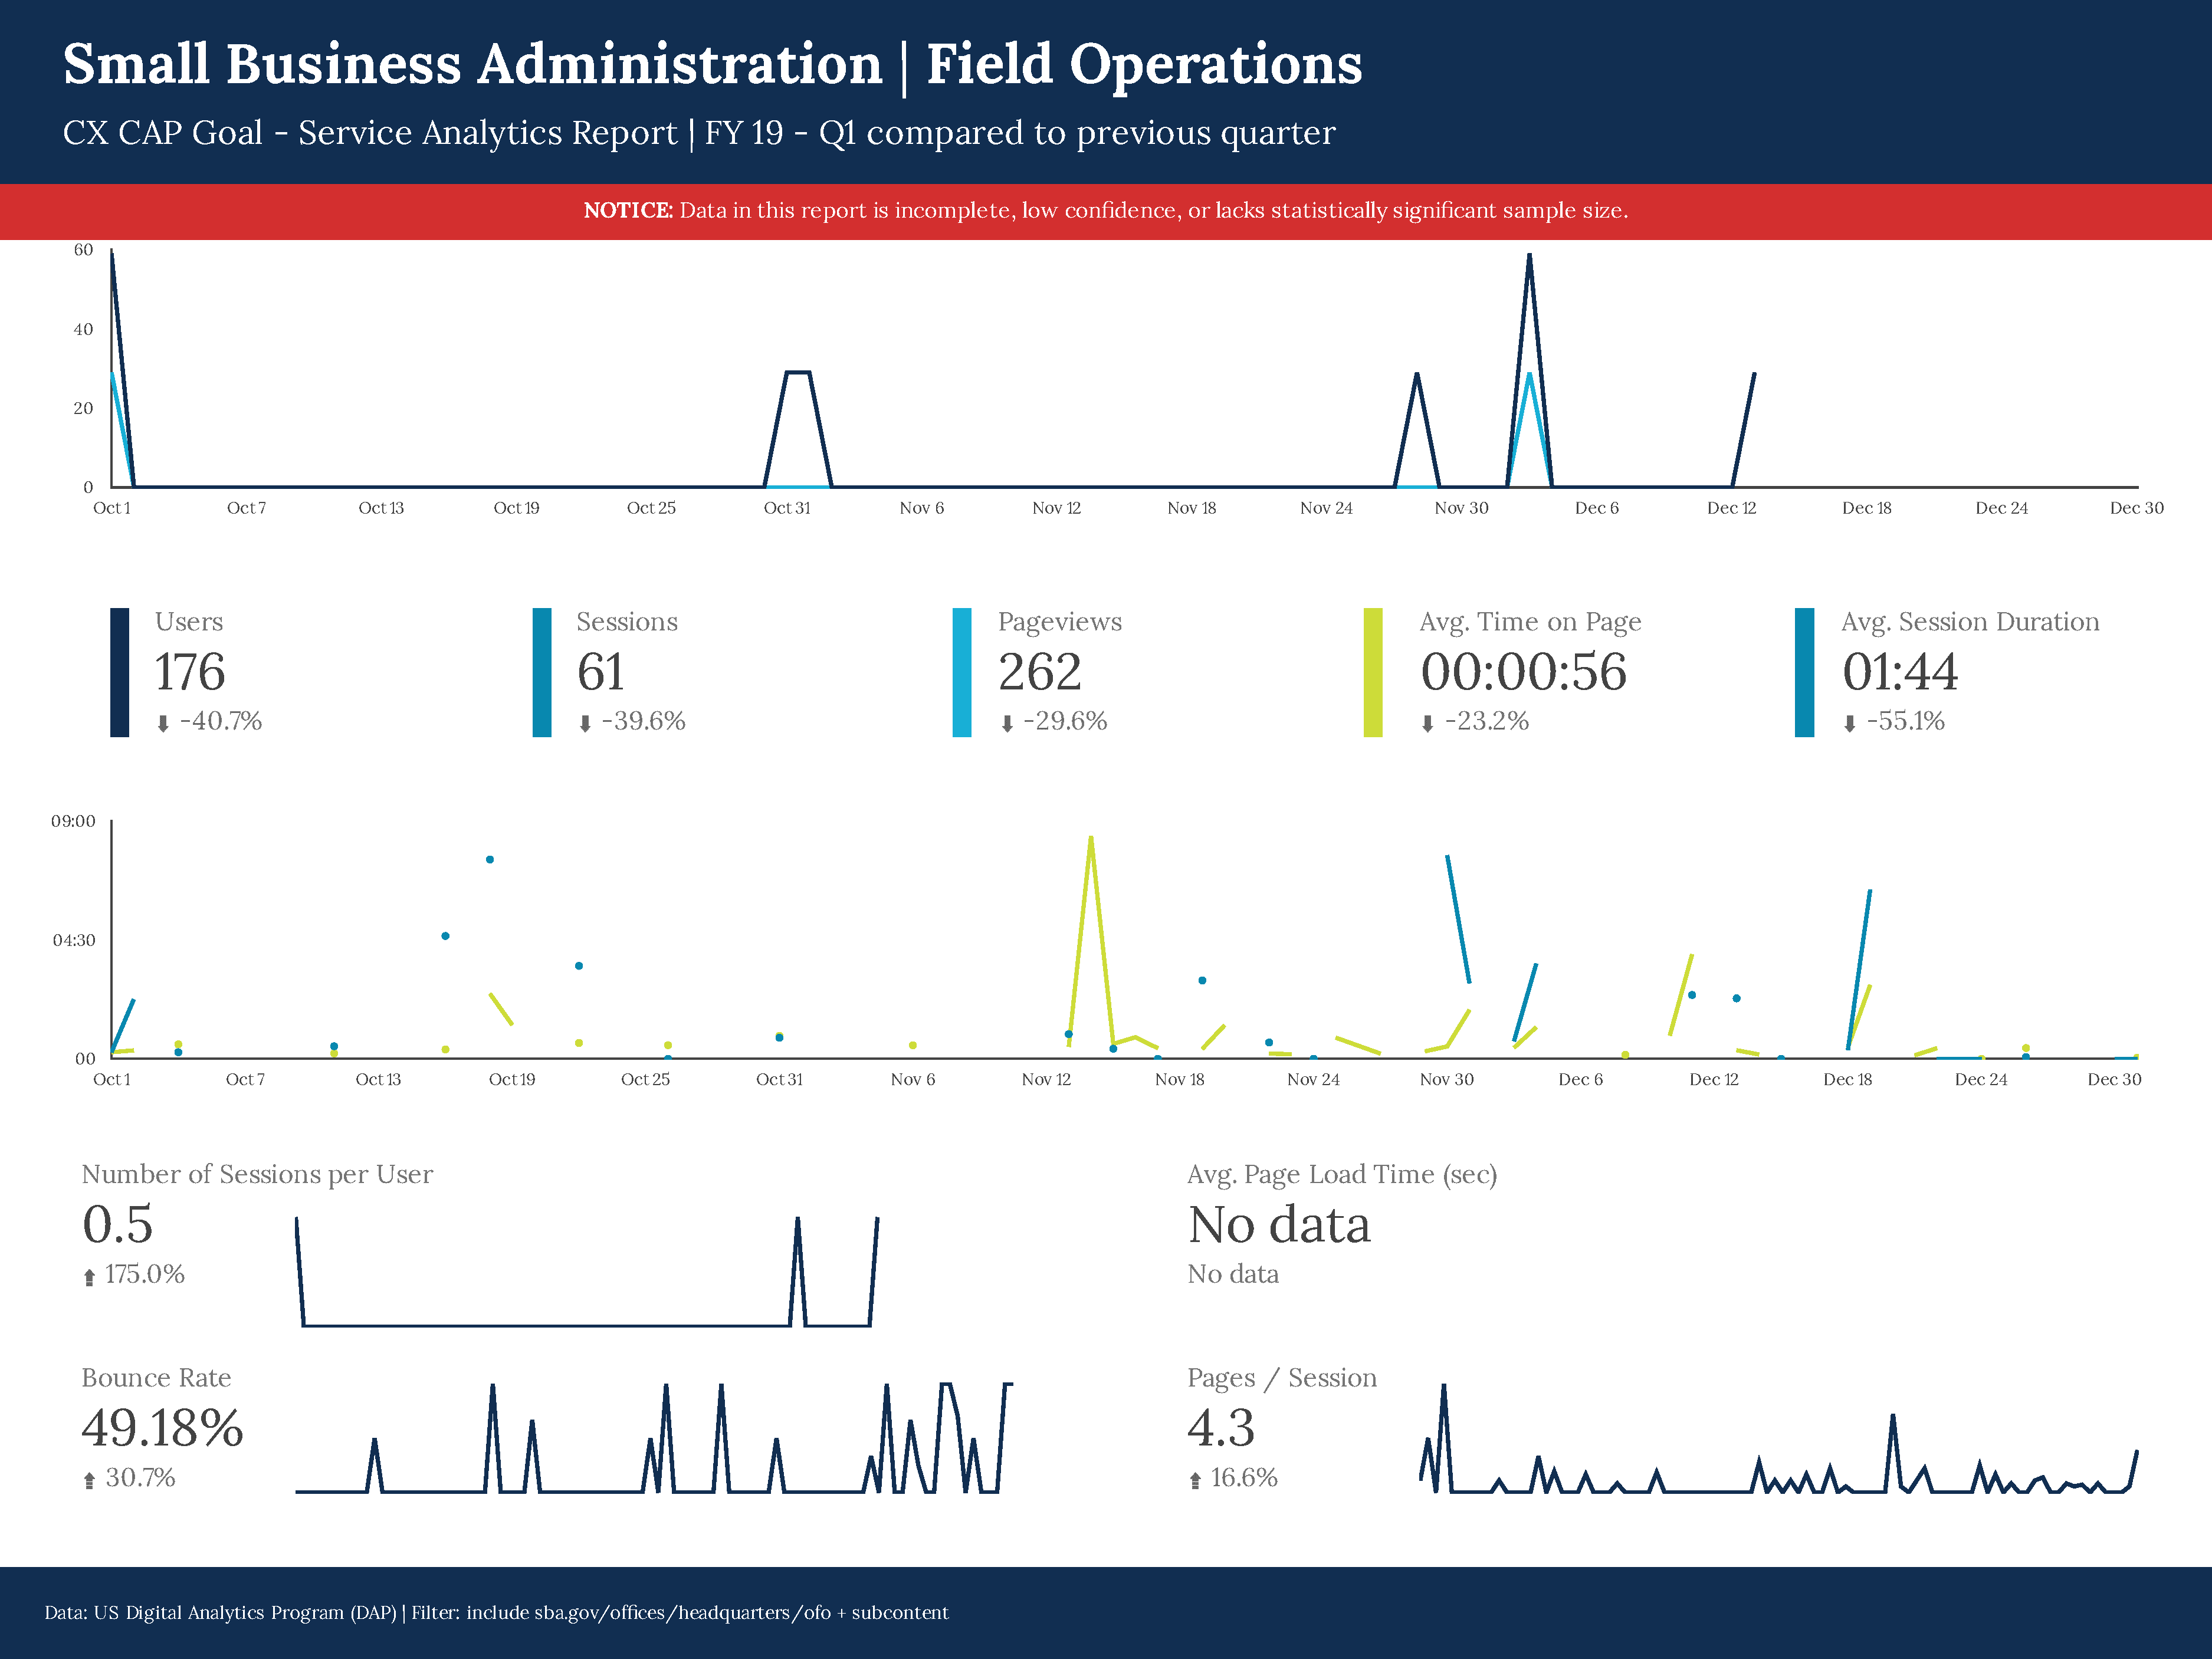 Small Business Administration | Field Operations
CX CAP Goal - Service Analytics Report | FY 19 - Q1 compared to previous quarter
NOTICE: Data in this report is incomplete, low confidence, or lacks statistically significant sample size.
60
40
20
0
Oct 1 Oct 7 Oct 13 Oct 19 Oct 25 Oct 31 Nov 6 Nov 12 Nov 18 Nov 24 Nov 30 Dec 6 Dec 12 Dec 18 Dec 24 Dec 30
Users Sessions Pageviews Avg. Time on Page Avg. Session Duration
176 61 262 00:00:56 01:44
-40.7% -39.6% -29.6% -23.2% -55.1%
09:00
04:30
00
Oct 1 Oct 7 Oct 13 Oct 19 Oct 25 Oct 31 Nov 6 Nov 12 Nov 18 Nov 24 Nov 30 Dec 6 Dec 12 Dec 18 Dec 24 Dec 30
Number of Sessions per User
0.5
175.0%
Avg. Page Load Time (sec)
No data
No data
Bounce Rate
49.18%
30.7%
Pages / Session
4.3
16.6%
Data: US Digital Analytics Program (DAP) | Filter: include sba.gov/offices/headquarters/ofo + subcontent